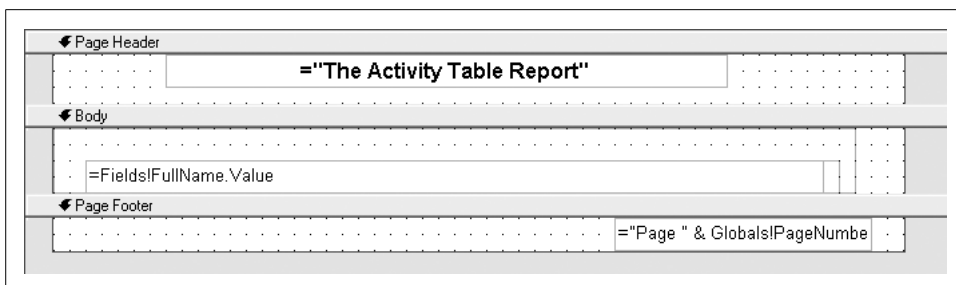 Page Header
="The Activity Table Report"
Body
=Fields!FullName.Value
Page Footer
="Page " & Globals!PageNumbe